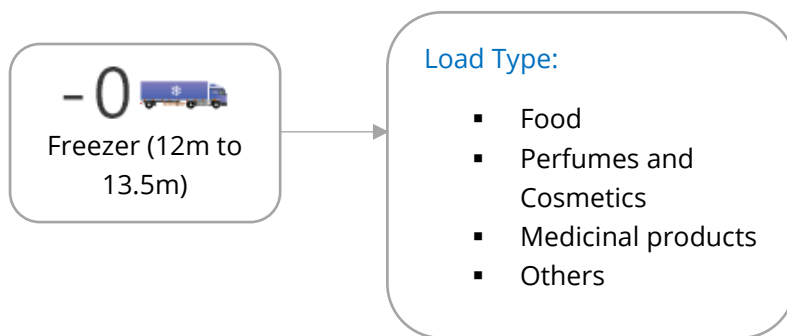 -0
Freezer (12m to
13.5m)
Load Type:
▪ Food
▪ Perfumes and
Cosmetics
▪ Medicinal products
▪ Others